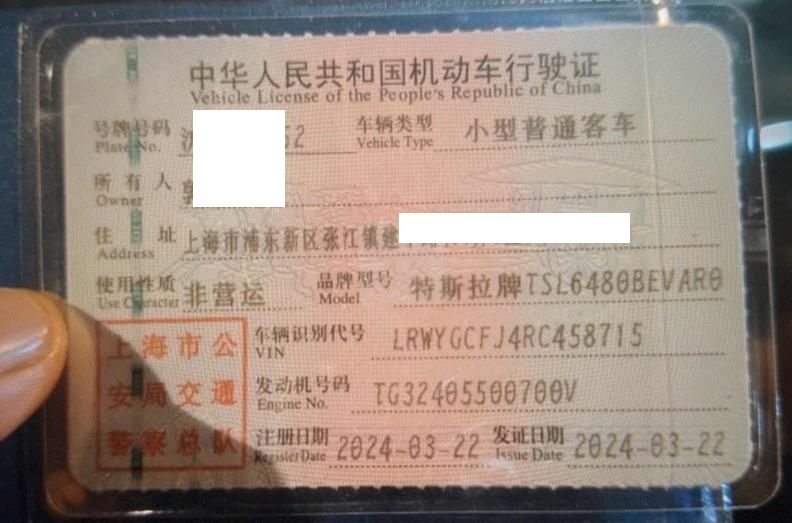 中华人民共和国机动车行驶证
Vehicle License of the People's Republic of China
号牌号码 52 车辆类型 小型普通客车
Plate No. Vehicle Type
所有人
Owner
住址 上海市浦东新区张江镇建
Address
使用性质 非营运 品牌型号 特斯拉牌TSL6480BEVAR0
Use Character Model
上海市公 车辆识别代号 LRWYGCFJ4RC458715
VIN
安局交通 发动机号码 TG32405500700V
Engine No.
警察总队 注册日期 2024-03-22 发证日期 2024-03-22
Register Date Issue Date